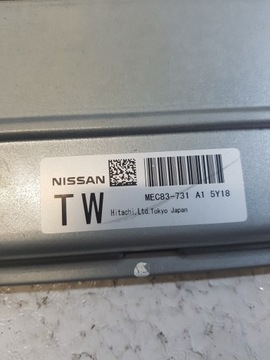 NISSAN
TW
MEC83-731 A1 5Y18
Hitachi,Ltd.Tokyo Japan